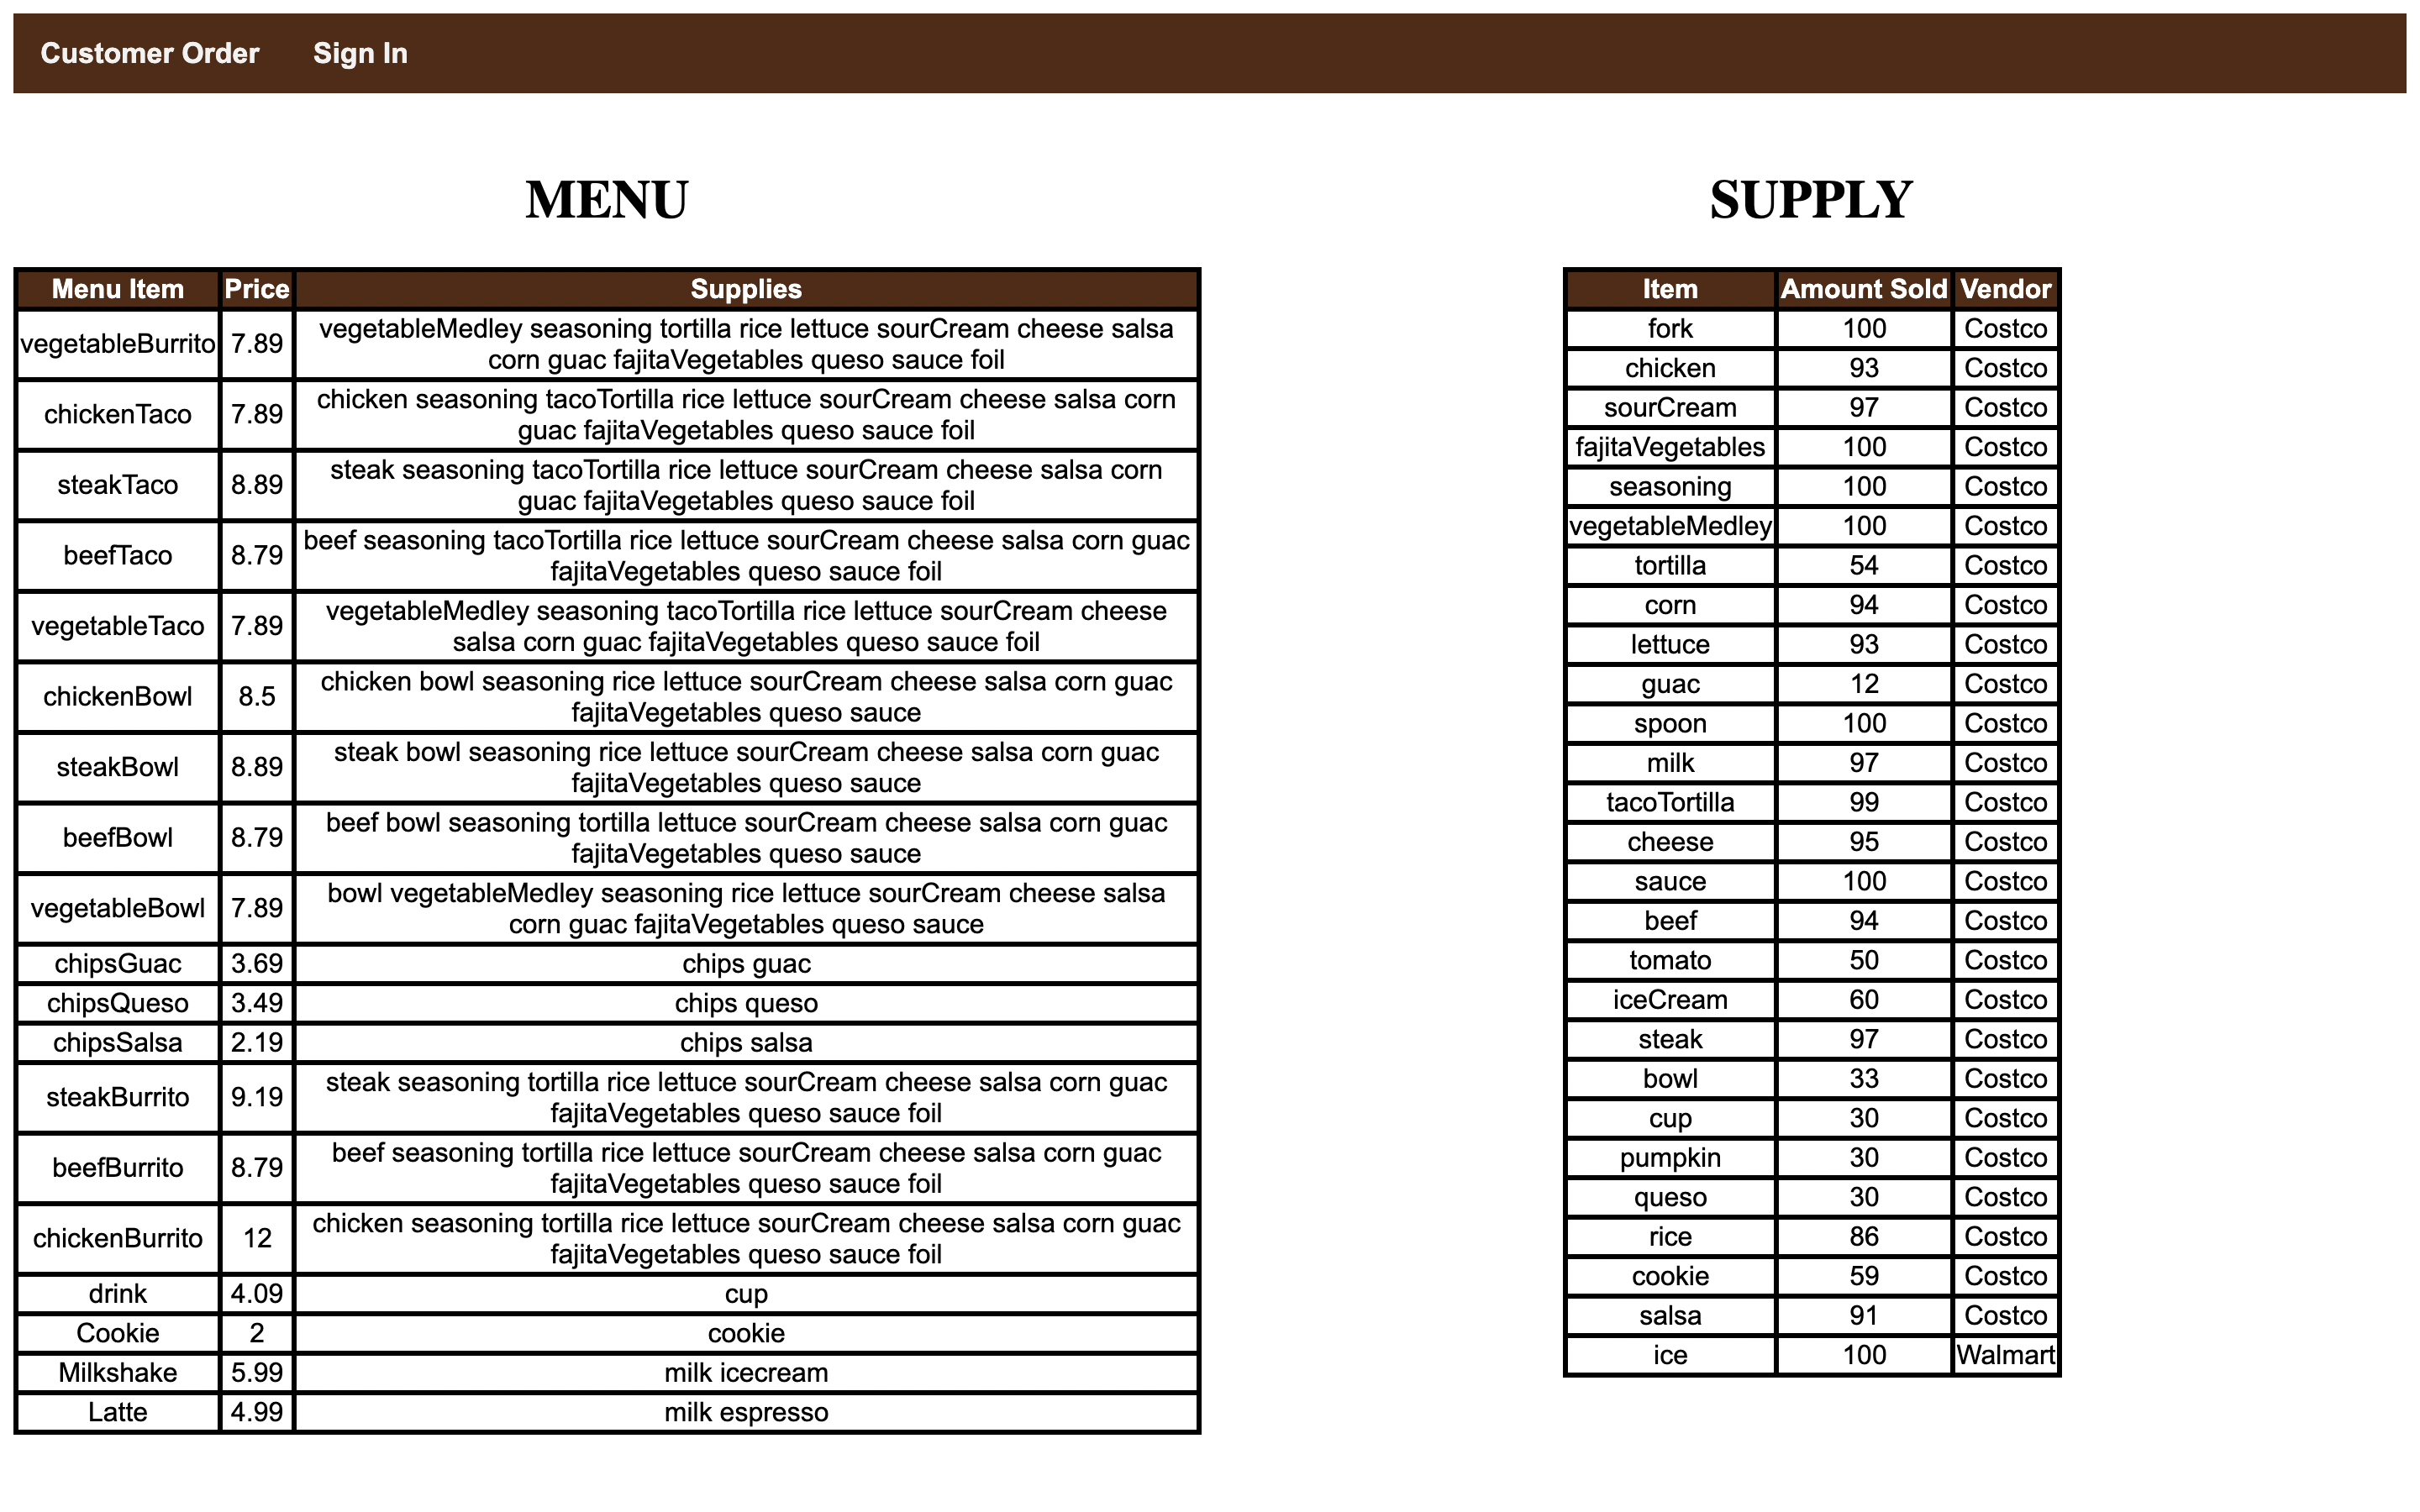 Customer Order Sign In
MENU
Menu Item Price Supplies
vegetableBurrito 7.89 vegetableMedley seasoning tortilla rice lettuce sourCream cheese salsa
corn guac fajitaVegetables queso sauce foil
chickenTaco 7.89 chicken seasoning tacoTortilla rice lettuce sourCream cheese salsa corn
guac fajitaVegetables queso sauce foil
steakTaco 8.89 steak seasoning tacoTortilla rice lettuce sourCream cheese salsa corn
guac fajitaVegetables queso sauce foil
beefTaco 8.79 beef seasoning tacoTortilla rice lettuce sourCream cheese salsa corn guac
fajitaVegetables queso sauce foil
vegetableTaco 7.89 vegetableMedley seasoning tacoTortilla rice lettuce sourCream cheese
salsa corn guac fajitaVegetables queso sauce foil
chickenBowl 8.5 chicken bowl seasoning rice lettuce sourCream cheese salsa corn guac
fajitaVegetables queso sauce
steakBowl 8.89 steak bowl seasoning rice lettuce sourCream cheese salsa corn guac
fajitaVegetables queso sauce
beefBowl 8.79 beef bowl seasoning tortilla lettuce sourCream cheese salsa corn guac
fajitaVegetables queso sauce
vegetableBowl 7.89 bowl vegetableMedley seasoning rice lettuce sourCream cheese salsa
corn guac fajitaVegetables queso sauce
chipsGuac 3.69 chips guac
chipsQueso 3.49 chips queso
chipsSalsa 2.19 chips salsa
steakBurrito 9.19 steak seasoning tortilla rice lettuce sourCream cheese salsa corn guac
fajitaVegetables queso sauce foil
beefBurrito 8.79 beef seasoning tortilla rice lettuce sourCream cheese salsa corn guac
fajitaVegetables queso sauce foil
chickenBurrito 12 chicken seasoning tortilla rice lettuce sourCream cheese salsa corn guac
fajitaVegetables queso sauce foil
drink 4.09 cup
Cookie 2 cookie
Milkshake 5.99 milk icecream
Latte 4.99 milk espresso
SUPPLY
Item Amount Sold Vendor
fork 100 Costco
chicken 93 Costco
sourCream 97 Costco
fajitaVegetables 100 Costco
seasoning 100 Costco
vegetableMedley 100 Costco
tortilla 54 Costco
corn 94 Costco
lettuce 93 Costco
guac 12 Costco
spoon 100 Costco
milk 97 Costco
tacoTortilla 99 Costco
cheese 95 Costco
sauce 100 Costco
beef 94 Costco
tomato 50 Costco
iceCream 60 Costco
steak 97 Costco
bowl 33 Costco
cup 30 Costco
pumpkin 30 Costco
queso 30 Costco
rice 86 Costco
cookie 59 Costco
salsa 91 Costco
ice 100 Walmart